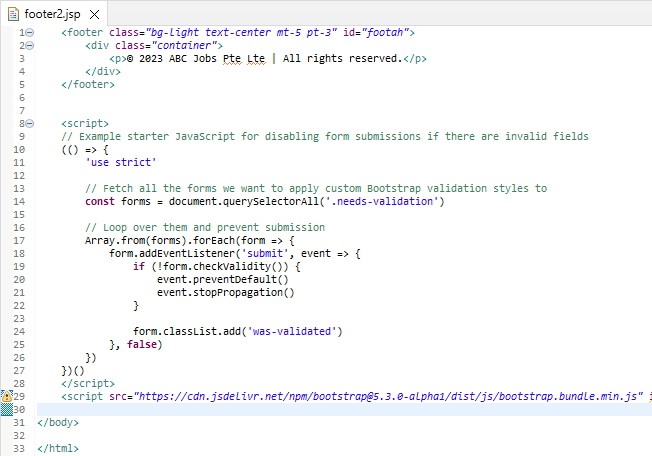 footer2.jsp
1 <footer class="bg-light text-center mt-5 pt-3" id="footah">
2 <div class="container">
3 <p>© 2023 ABC Jobs Pte Lte | All rights reserved.</p>
4 </div>
5 </footer>
6
7
8 <script>
9 // Example starter JavaScript for disabling form submissions if there are invalid fields
10 (() => {
11 'use strict'
12
13 // Fetch all the forms we want to apply custom Bootstrap validation styles to
14 const forms = document.querySelectorAll('.needs-validation')
15
16 // Loop over them and prevent submission
17 Array.from(forms).forEach(form => {
18 form.addEventListener('submit', event => {
19 if (!form.checkValidity()) {
20 event.preventDefault()
21 event.stopPropagation()
22 }
23
24 form.classList.add('was-validated')
25 }, false)
26 })
27 })()
28 </script>
29 <script src="https://cdn.jsdelivr.net/npm/bootstrap@5.3.0-alpha1/dist/js/bootstrap.bundle.min.js" i
30
31 </body>
32
33 </html>